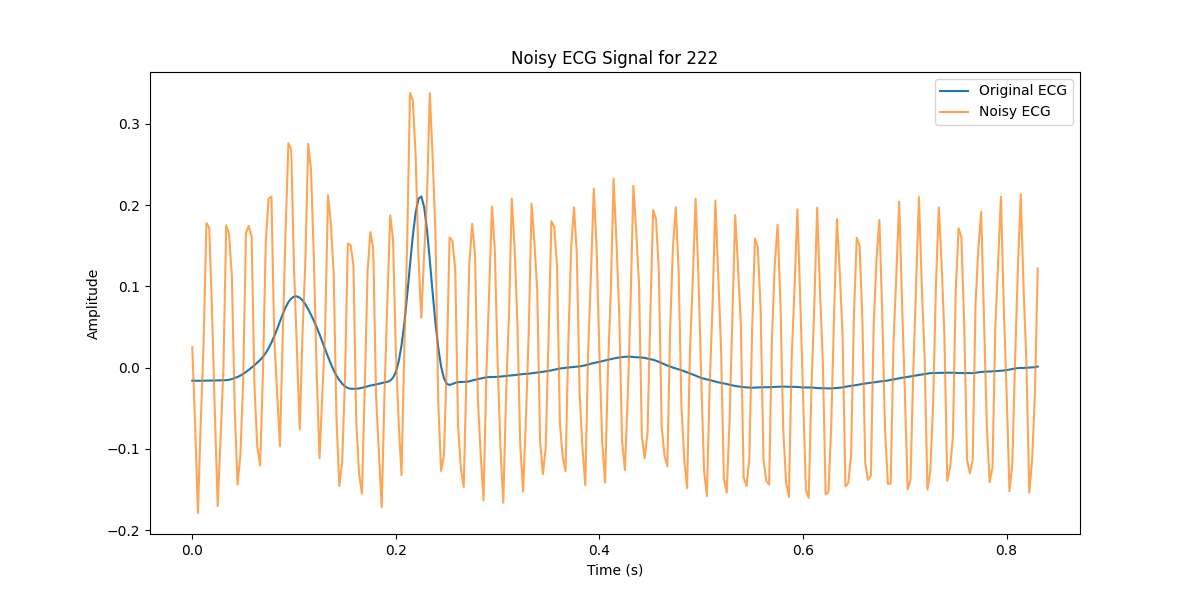 Noisy ECG Signal for 222
Original ECG
Noisy ECG
Amplitude
0.3
0.2
0.1
0.0
−0.1
−0.2
0.0 0.2 0.4 0.6 0.8
Time (s)